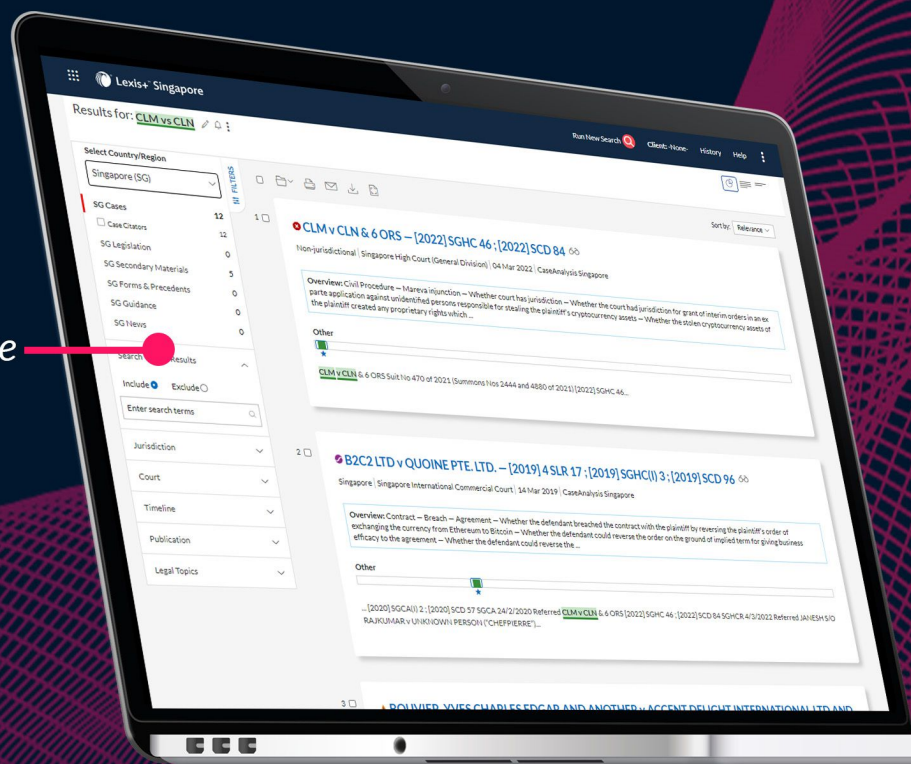 Lexis+ Singapore
Results for: CLM vs CLN
Run New Search
Client: -None-
History
Help
Select Country/Region
Singapore (SG)
FILTERS
SG Cases 12
Case Citators 12
SG Legislation 0
SG Secondary Materials 5
SG Forms & Precedents 0
SG Guidance 0
SG News 0
e
Search Results
Include Exclude
Enter search terms
Jurisdiction
Court
Timeline
Publication
Legal Topics
Sort by: Relevance
1
CLM v CLN & 6 ORS – [2022] SGHC 46 ; [2022] SCD 84
Non-jurisdictional | Singapore High Court (General Division) | 04 Mar 2022 | CaseAnalysis Singapore
Overview: Civil Procedure – Mareva injunction – Whether court has jurisdiction – Whether the court had jurisdiction for grant of interim orders in an ex
parte application against unidentified persons responsible for stealing the plaintiff's cryptocurrency assets – Whether the stolen cryptocurrency assets of
the plaintiff created any proprietary rights which ...
Other
CLM v CLN & 6 ORS Suit No 470 of 2021 (Summons Nos 2444 and 4880 of 2021) [2022] SGHC 46...
2
B2C2 LTD v QUOINE PTE. LTD. – [2019] 4 SLR 17 ; [2019] SGHC(I) 3 ; [2019] SCD 96
Singapore | Singapore International Commercial Court | 14 Mar 2019 | CaseAnalysis Singapore
Overview: Contract – Breach – Agreement – Whether the defendant breached the contract with the plaintiff by reversing the plaintiff's order of
exchanging the currency from Ethereum to Bitcoin – Whether the defendant could reverse the order on the ground of implied term for giving business
efficacy to the agreement – Whether the defendant could reverse the ...
Other
... [2020] SGCA(I) 2 ; [2020] SCD 57 SGCA 24/2/2020 Referred CLM v CLN & 6 ORS [2022] SGHC 46 ; [2022] SCD 84 SGHCR 4/3/2022 Referred JANESH S/O
RAJKUMAR v UNKNOWN PERSON ("CHEFPIERRE")...
3
ROUVIER, YVES CHARLES EDGAR AND ANOTHER v ACCENT DELIGHT INTERNATIONAL LTD AND